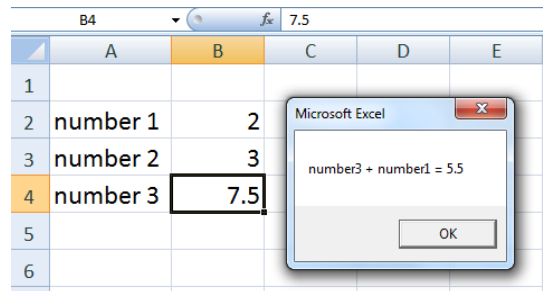 B4 fx 7.5
A B C D E
1
2 number 1 2
3 number 2 3
4 number 3 7.5
5
6
Microsoft Excel
number3 + number1 = 5.5
OK